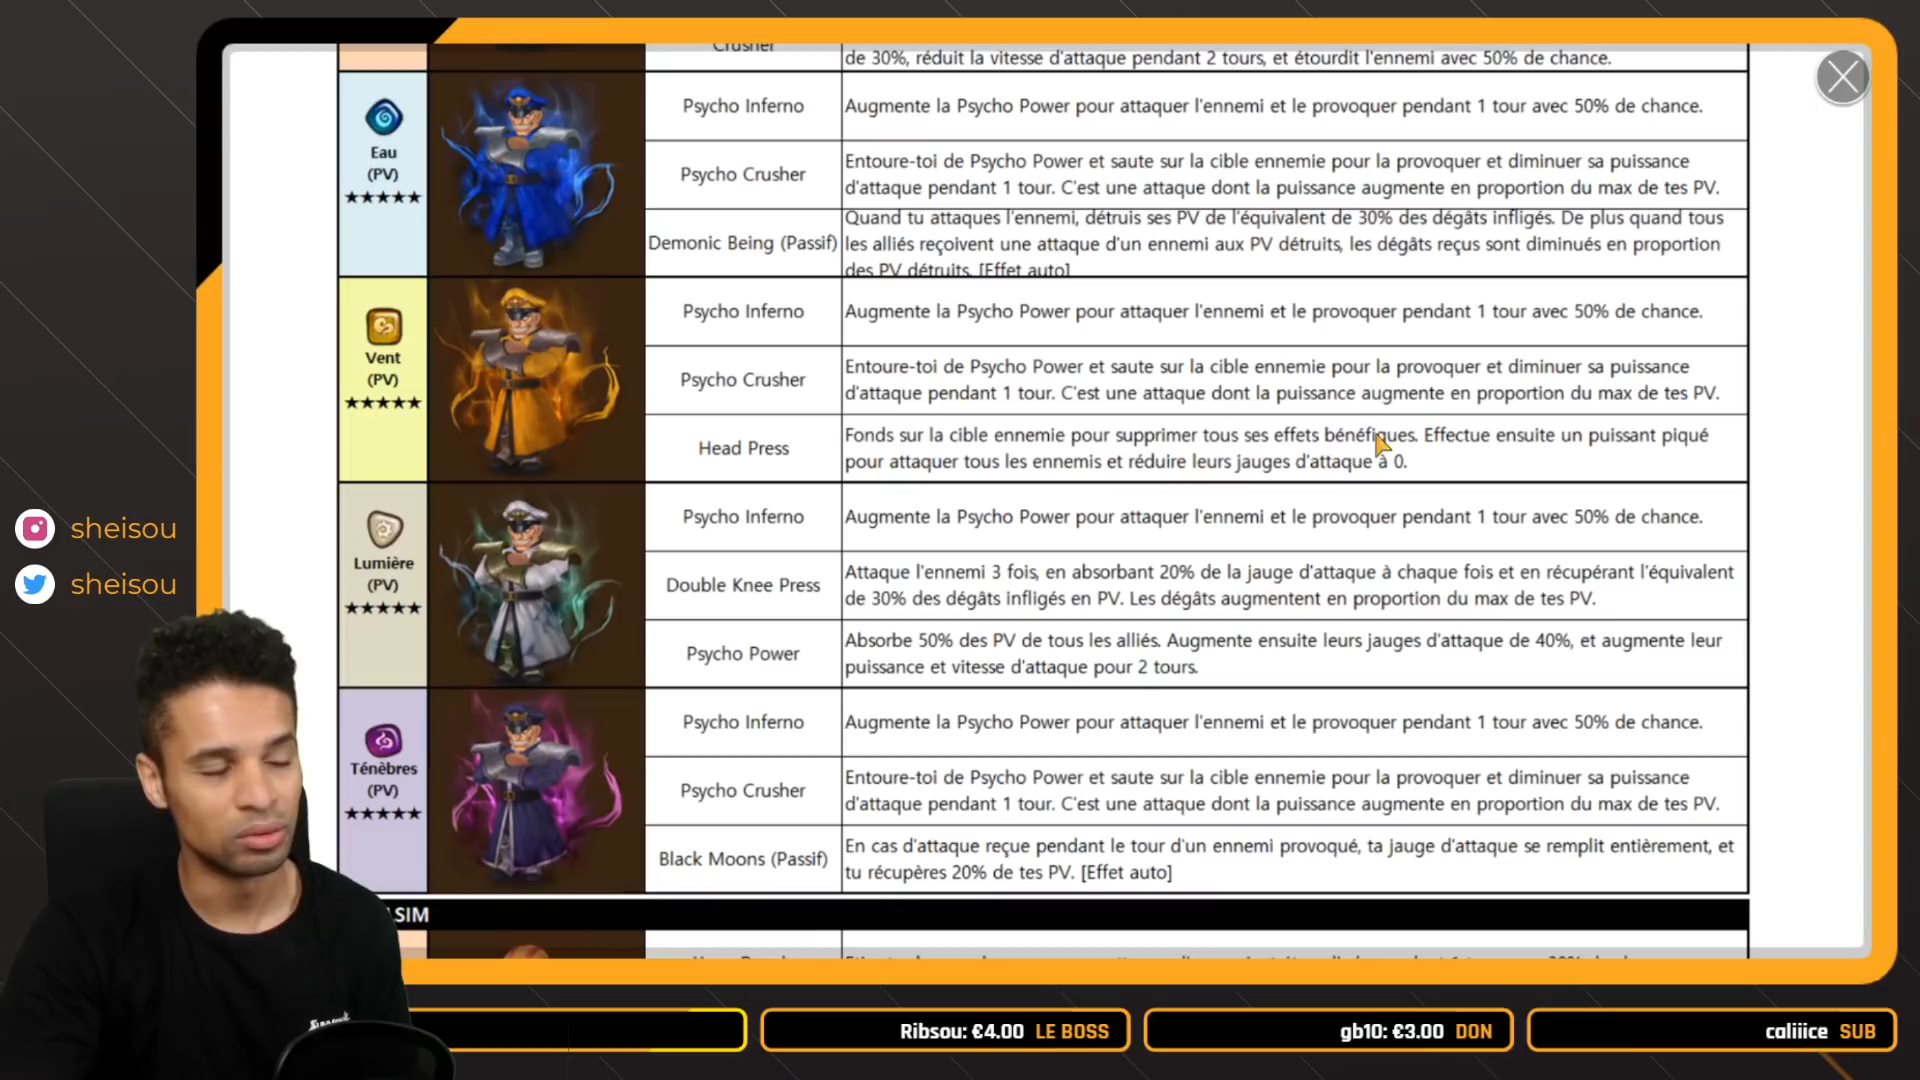 Crusher
de 30%, réduit la vitesse d'attaque pendant 2 tours, et étourdit l'ennemi avec 50% de chance.
Eau
(PV)
★★★★★
Psycho Inferno
Augmente la Psycho Power pour attaquer l'ennemi et le provoquer pendant 1 tour avec 50% de chance.
Psycho Crusher
Entoure-toi de Psycho Power et saute sur la cible ennemie pour la provoquer et diminuer sa puissance
d'attaque pendant 1 tour. C'est une attaque dont la puissance augmente en proportion du max de tes PV.
Demonic Being (Passif)
Quand tu attaques l'ennemi, détruis ses PV de l'équivalent de 30% des dégâts infligés. De plus quand tous
les alliés reçoivent une attaque d'un ennemi aux PV détruits, les dégâts reçus sont diminués en proportion
des PV détruits. [Effet auto]
Vent
(PV)
★★★★★
Psycho Inferno
Augmente la Psycho Power pour attaquer l'ennemi et le provoquer pendant 1 tour avec 50% de chance.
Psycho Crusher
Entoure-toi de Psycho Power et saute sur la cible ennemie pour la provoquer et diminuer sa puissance
d'attaque pendant 1 tour. C'est une attaque dont la puissance augmente en proportion du max de tes PV.
Head Press
Fonds sur la cible ennemie pour supprimer tous ses effets bénéfiques. Effectue ensuite un puissant piqué
pour attaquer tous les ennemis et réduire leurs jauges d'attaque à 0.
Lumière
(PV)
★★★★★
Psycho Inferno
Augmente la Psycho Power pour attaquer l'ennemi et le provoquer pendant 1 tour avec 50% de chance.
Double Knee Press
Attaque l'ennemi 3 fois, en absorbant 20% de la jauge d'attaque à chaque fois et en récupérant l'équivalent
de 30% des dégâts infligés en PV. Les dégâts augmentent en proportion du max de tes PV.
Psycho Power
Absorbe 50% des PV de tous les alliés. Augmente ensuite leurs jauges d'attaque de 40%, et augmente leur
puissance et vitesse d'attaque pour 2 tours.
Ténèbres
(PV)
★★★★★
Psycho Inferno
Augmente la Psycho Power pour attaquer l'ennemi et le provoquer pendant 1 tour avec 50% de chance.
Psycho Crusher
Entoure-toi de Psycho Power et saute sur la cible ennemie pour la provoquer et diminuer sa puissance
d'attaque pendant 1 tour. C'est une attaque dont la puissance augmente en proportion du max de tes PV.
Black Moons (Passif)
En cas d'attaque reçue pendant le tour d'un ennemi provoqué, ta jauge d'attaque se remplit entièrement, et
tu récupères 20% de tes PV. [Effet auto]
SIM
sheisou
sheisou
Ribsou: €4.00 LE BOSS
gb10: €3.00 DON
caliiice SUB